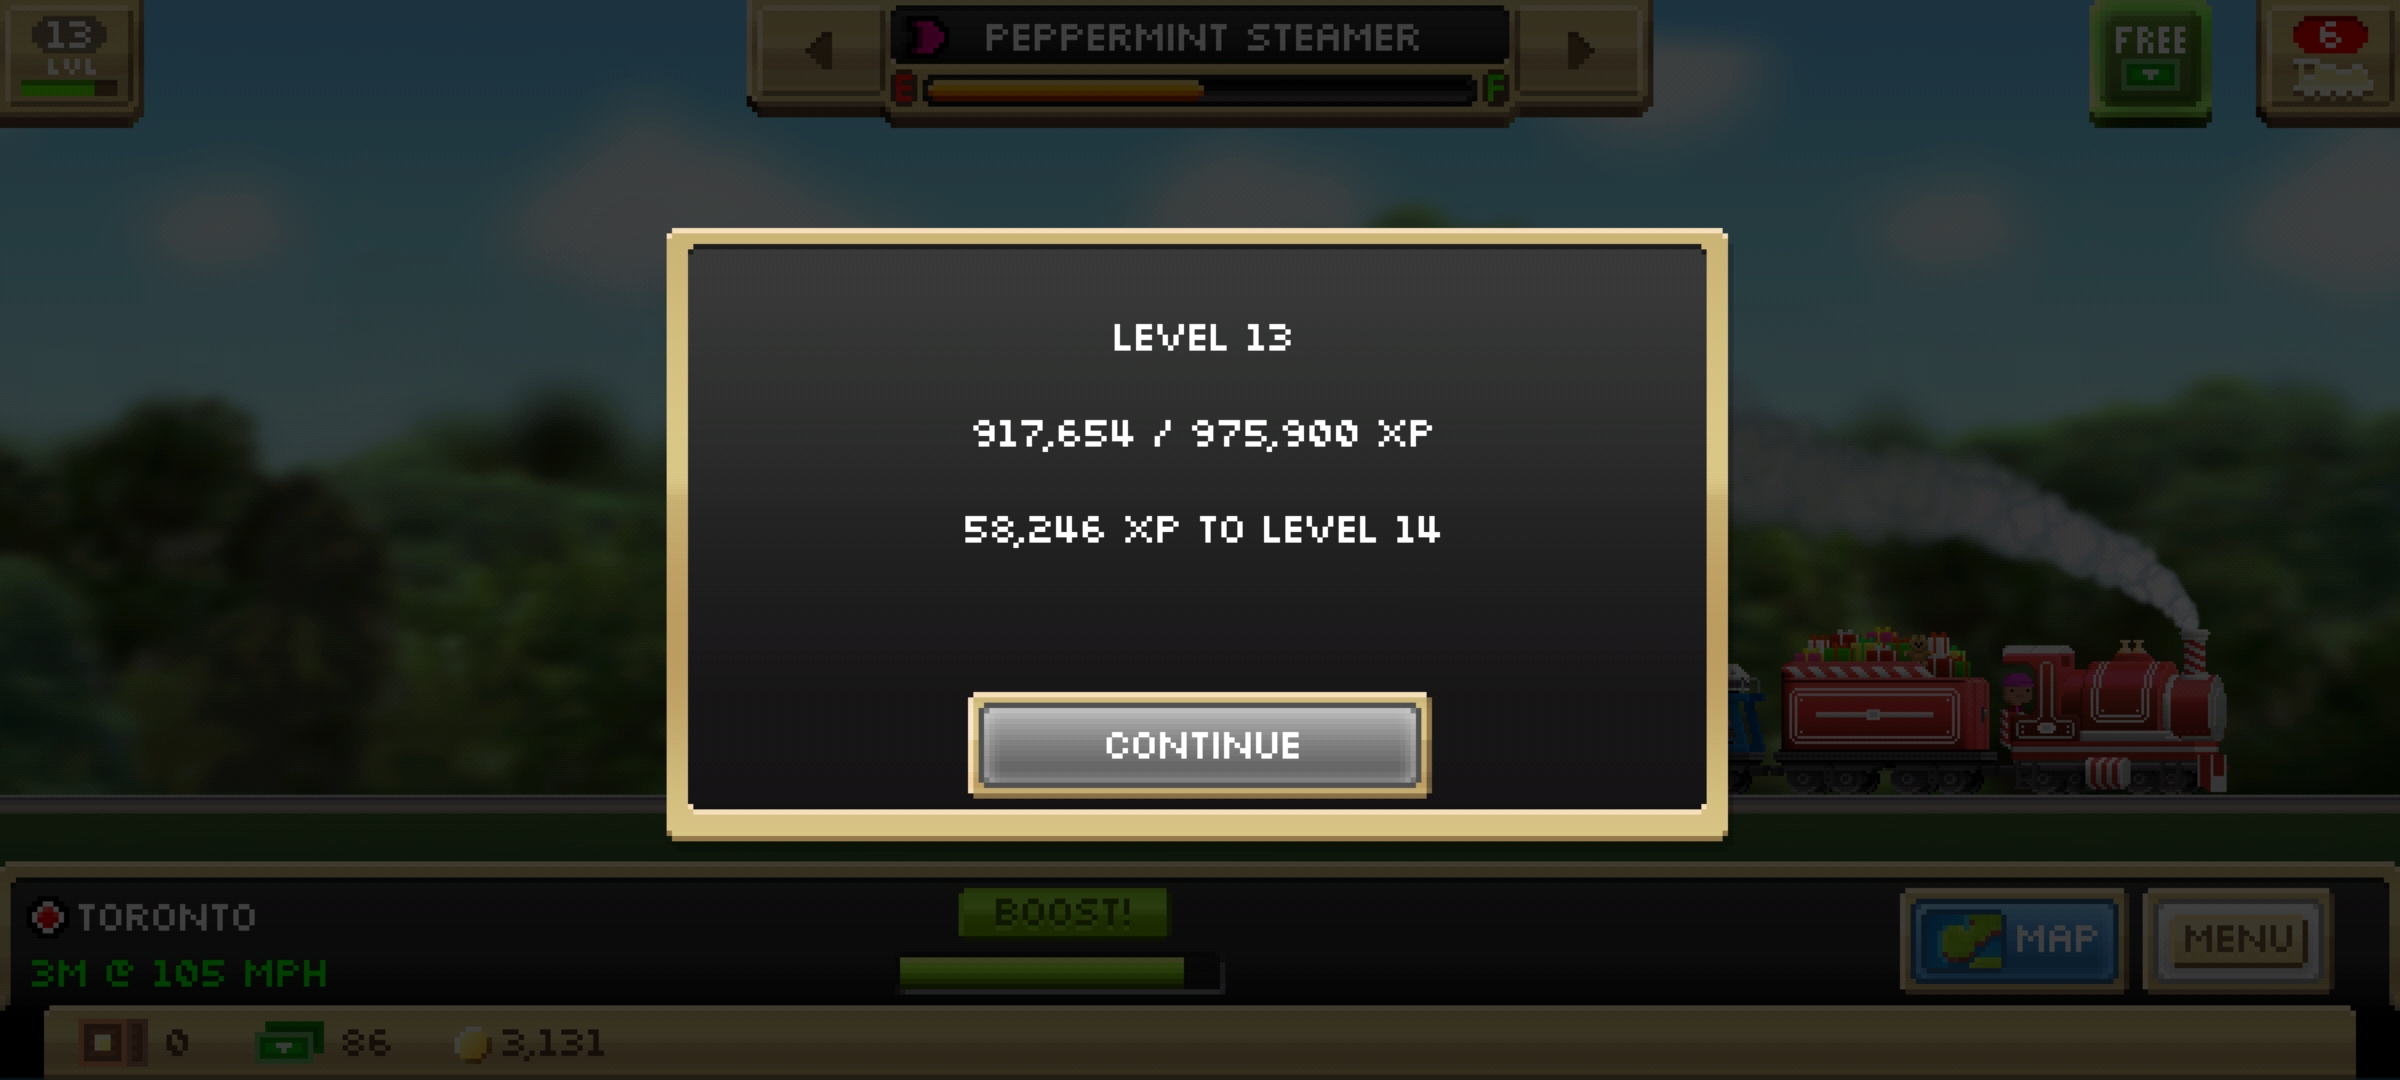 13
LVL
PEPPERMINT STEAMER
E F
FREE
6
LEVEL 13
917,654 / 975,900 XP
58,246 XP TO LEVEL 14
CONTINUE
TORONTO
3M @ 105 MPH
BOOST!
MAP
MENU
0 86 3,131